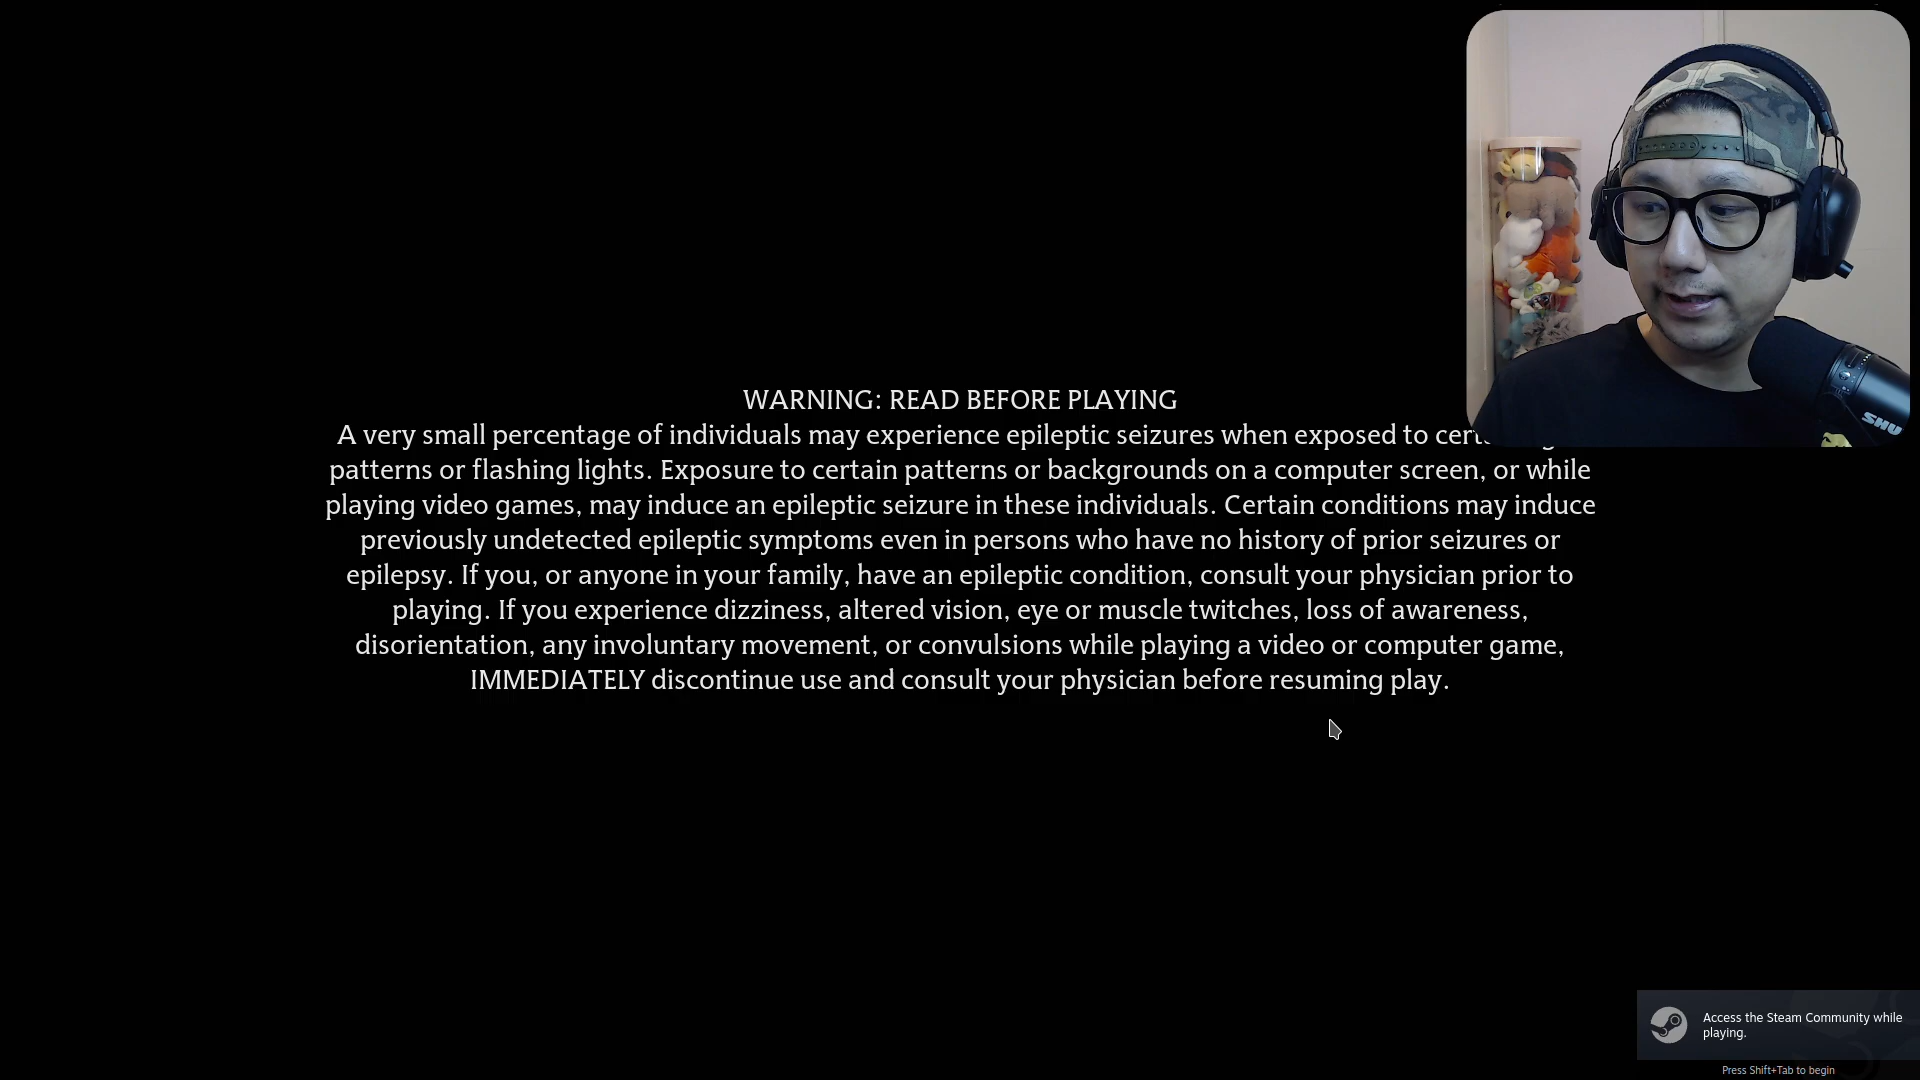 WARNING: READ BEFORE PLAYING
A very small percentage of individuals may experience epileptic seizures when exposed to
patterns or flashing lights. Exposure to certain patterns or backgrounds on a computer screen, or while
playing video games, may induce an epileptic seizure in these individuals. Certain conditions may induce
previously undetected epileptic symptoms even in persons who have no history of prior seizures or
epilepsy. If you, or anyone in your family, have an epileptic condition, consult your physician prior to
playing. If you experience dizziness, altered vision, eye or muscle twitches, loss of awareness,
disorientation, any involuntary movement, or convulsions while playing a video or computer game,
IMMEDIATELY discontinue use and consult your physician before resuming play.
SHU
Access the Steam Community while
playing.
Press Shift+Tab to begin